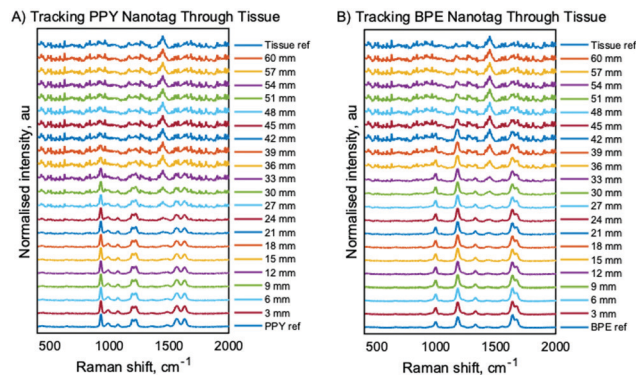 A) Tracking PPY Nanotag Through Tissue
Normalised intensity, au
Tissue ref
60 mm
57 mm
54 mm
51 mm
48 mm
45 mm
42 mm
39 mm
36 mm
33 mm
30 mm
27 mm
24 mm
21 mm
18 mm
15 mm
12 mm
9 mm
6 mm
3 mm
PPY ref
500 1000 1500 2000
Raman shift, cm-1
B) Tracking BPE Nanotag Through Tissue
Normalised intensity, au
Tissue ref
60 mm
57 mm
54 mm
51 mm
48 mm
45 mm
42 mm
39 mm
36 mm
33 mm
30 mm
27 mm
24 mm
21 mm
18 mm
15 mm
12 mm
9 mm
6 mm
3 mm
BPE ref
500 1000 1500 2000
Raman shift, cm-1